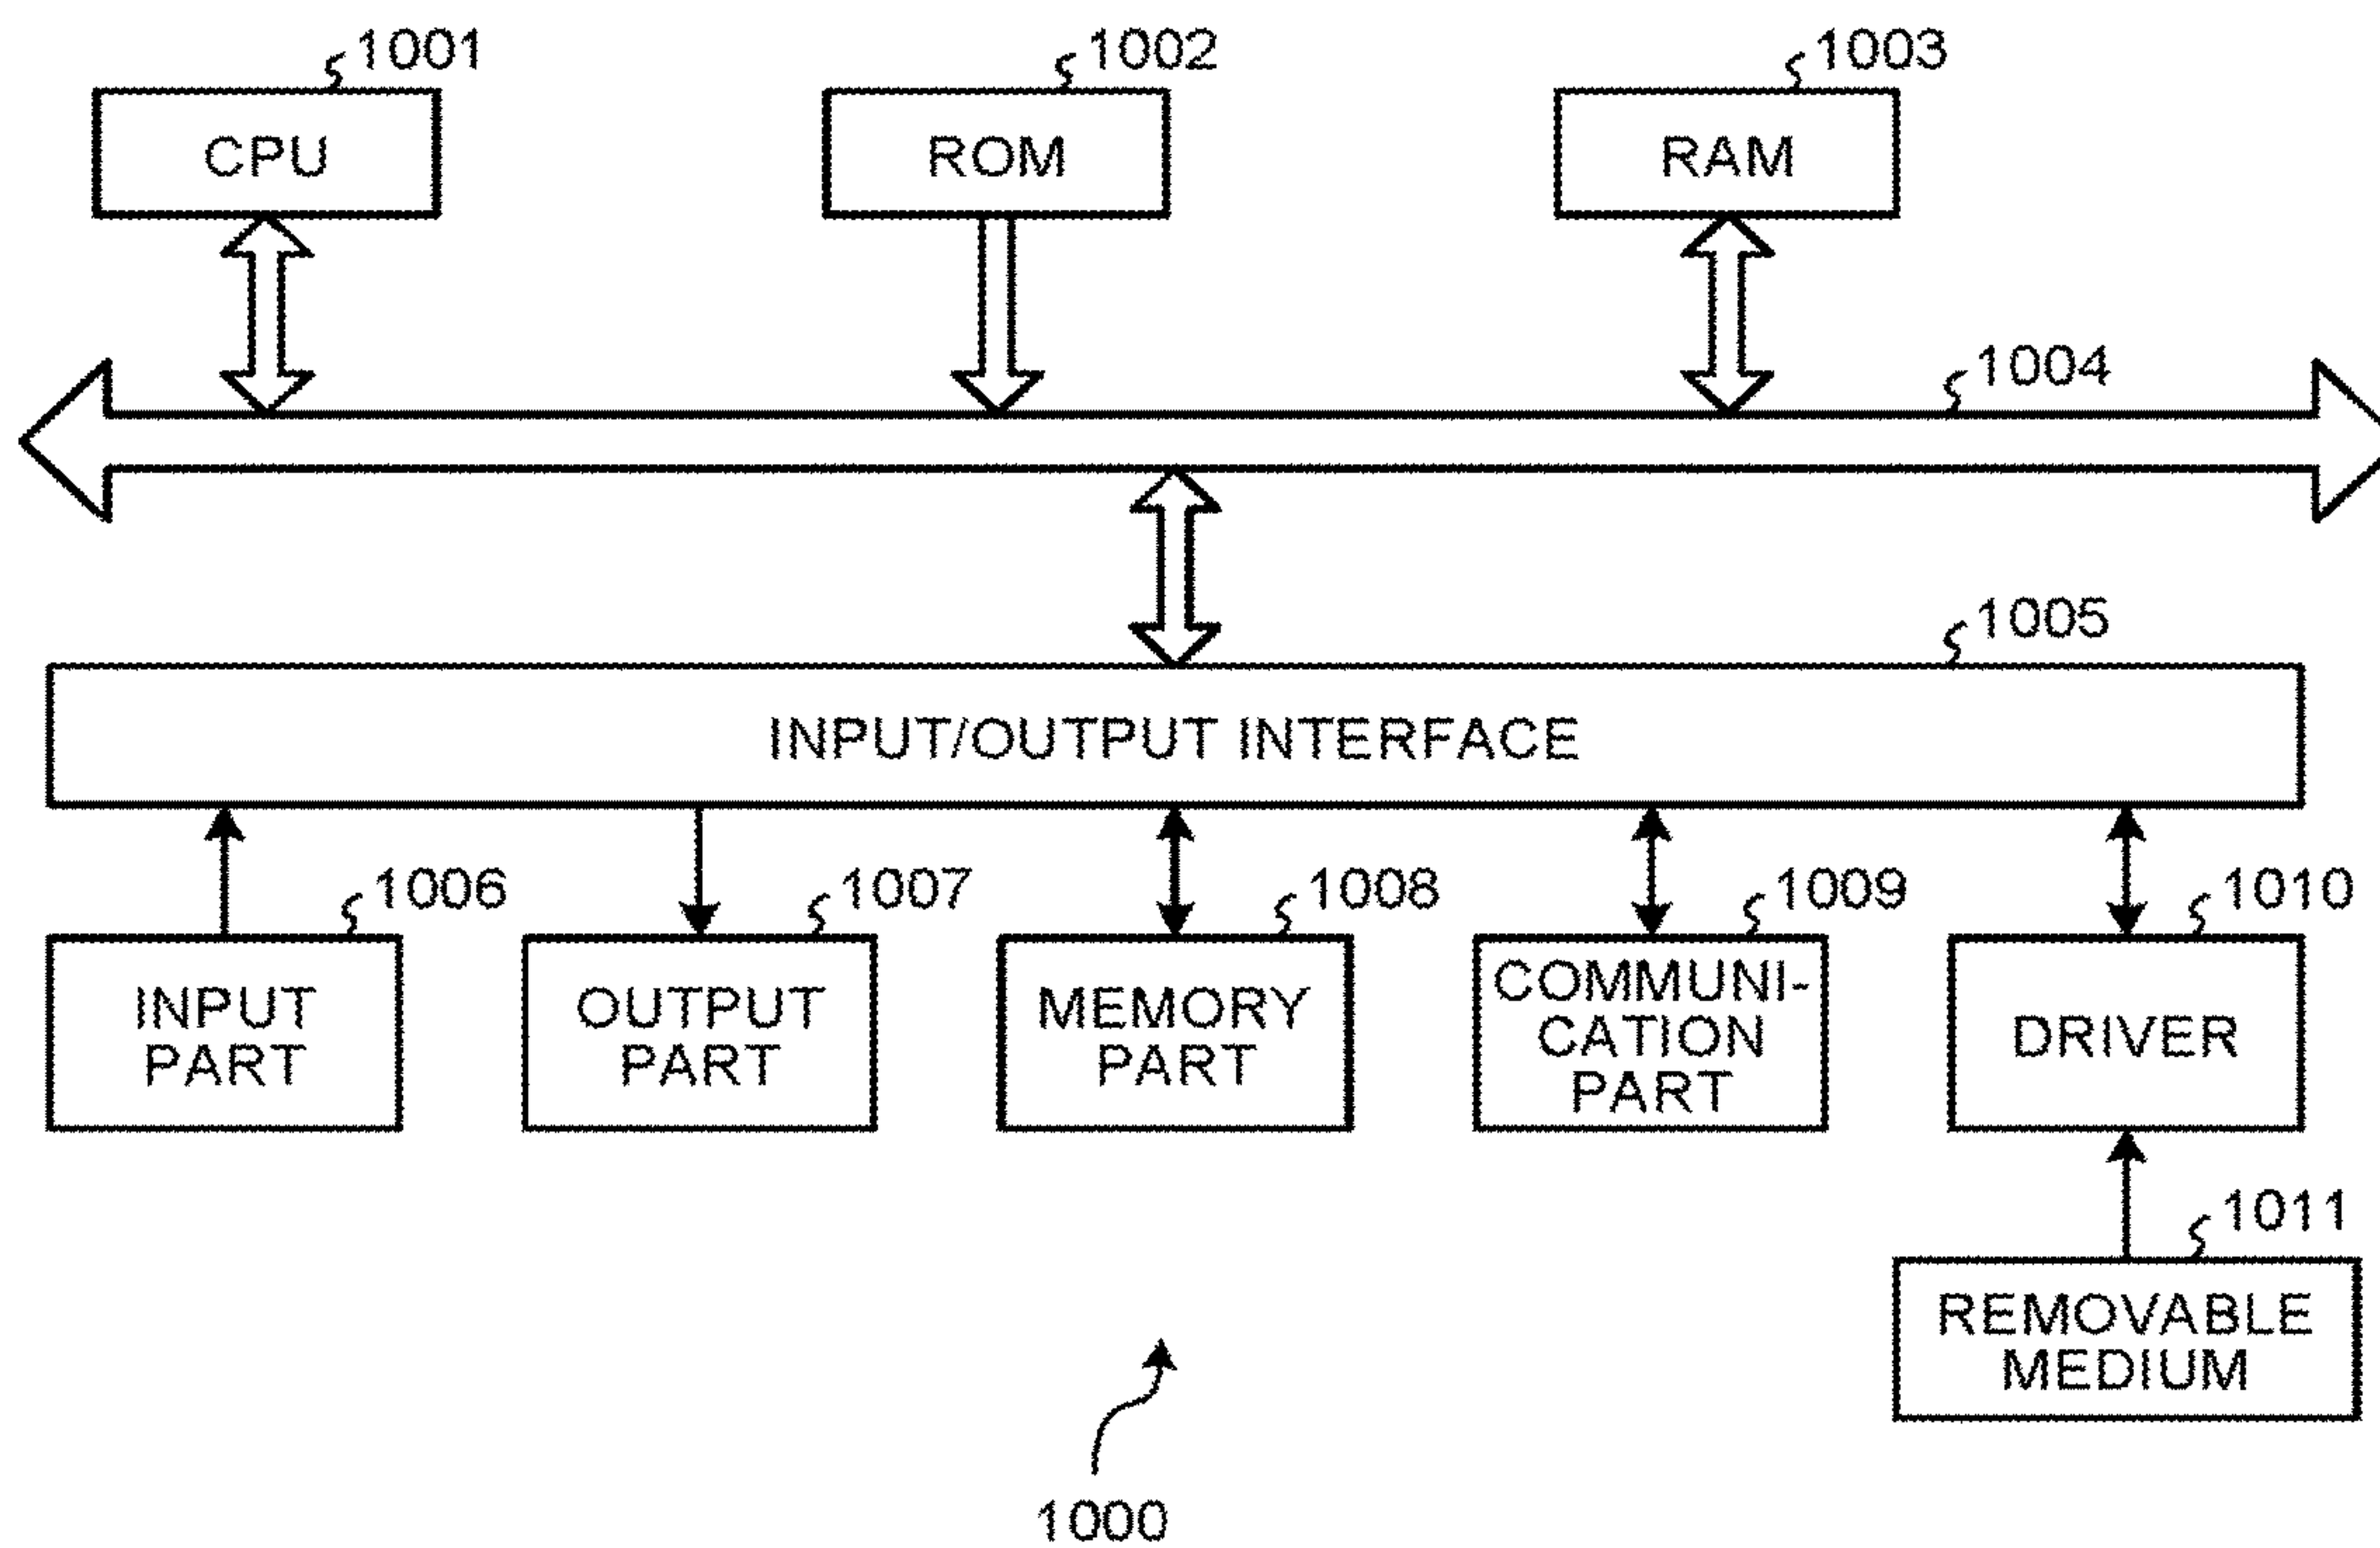 1001
1002
1003
CPU
ROM
RAM
1004
1005
INPUT/OUTPUT INTERFACE
1006
1007
1008
1009
1010
INPUT
PART
OUTPUT
PART
MEMORY
PART
COMMUNI-
CATION
PART
DRIVER
1011
REMOVABLE
MEDIUM
1000